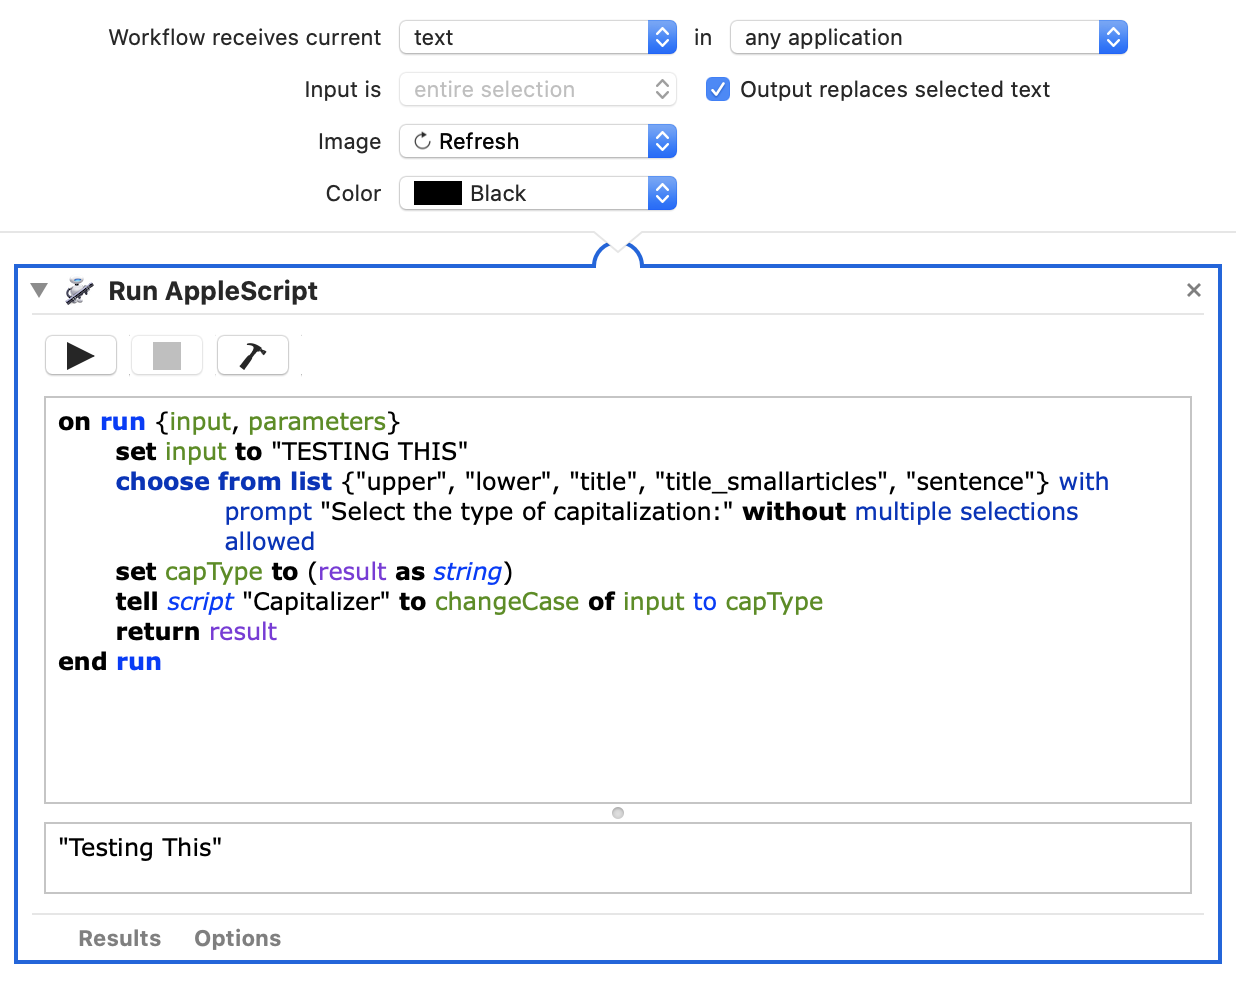 Workflow receives current text in any application
Input is entire selection Output replaces selected text
Image Refresh
Color Black
Run AppleScript
on run {input, parameters}
set input to "TESTING THIS"
choose from list {"upper", "lower", "title", "title_smallarticles", "sentence"} with
prompt "Select the type of capitalization:" without multiple selections
allowed
set capType to (result as string)
tell script "Capitalizer" to changeCase of input to capType
return result
end run
"Testing This"
Results Options